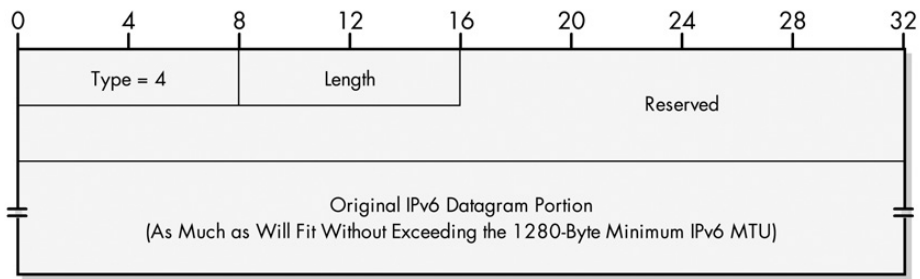 0 4 8 12 16 20 24 28 32
Type = 4 Length
Reserved
Original IPv6 Datagram Portion
(As Much as Will Fit Without Exceeding the 1280-Byte Minimum IPv6 MTU)